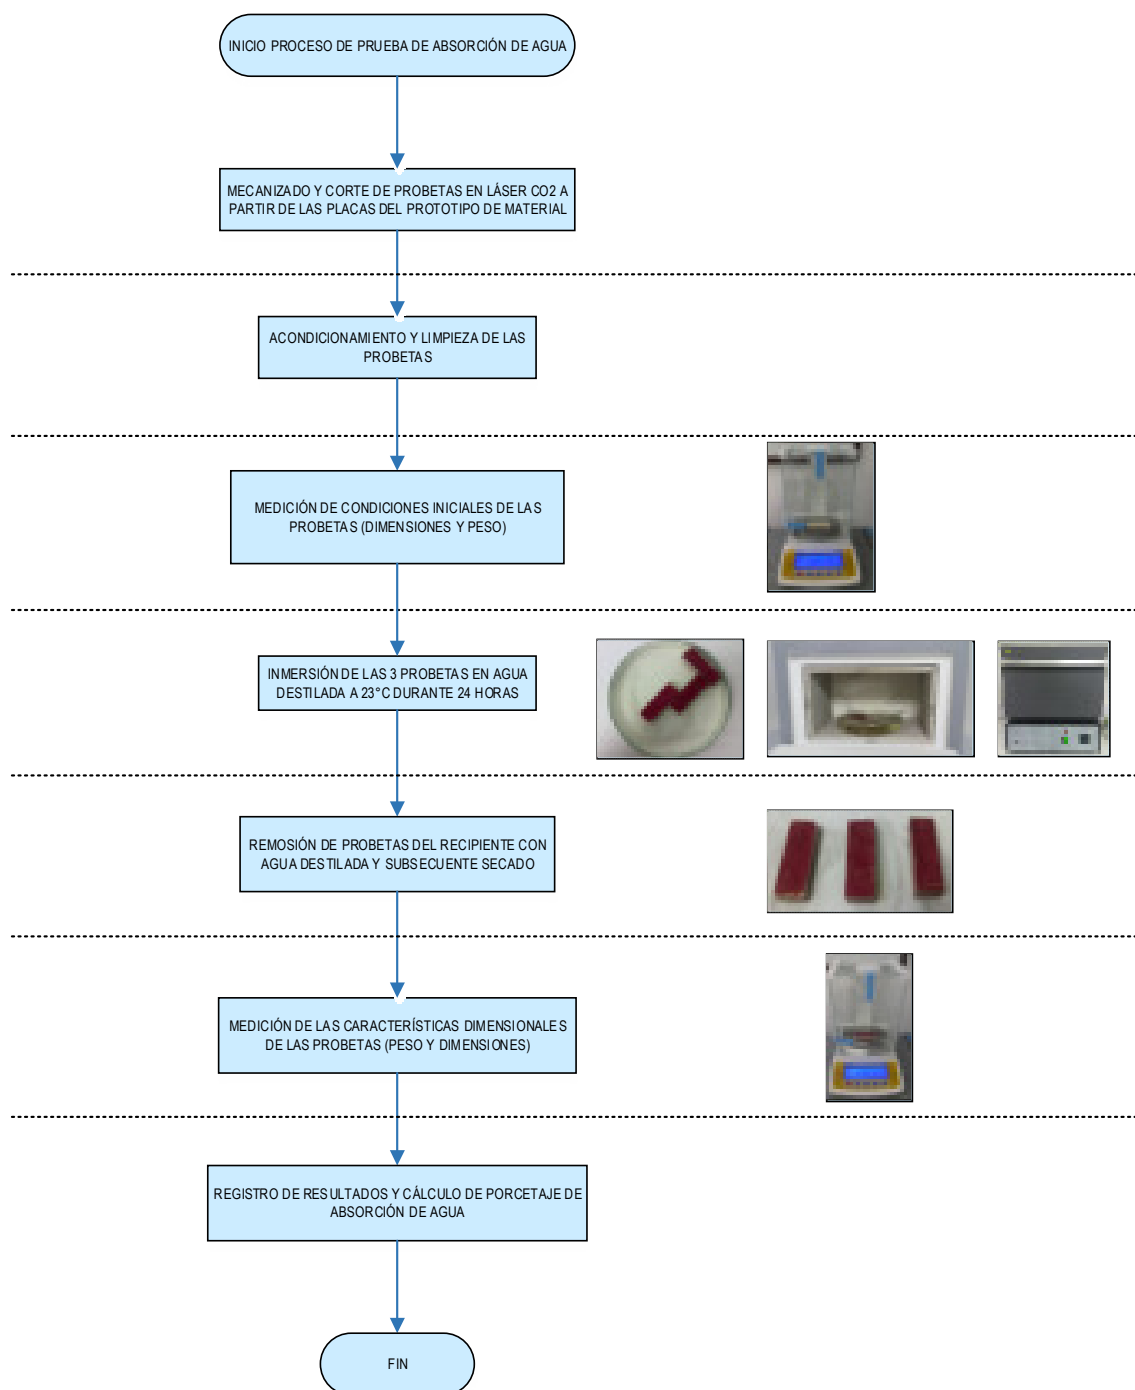 INICIO PROCESO DE PRUEBA DE ABSORCIÓN DE AGUA
MECANIZADO Y CORTE DE PROBETAS EN LÁSER CO2 A
PARTIR DE LAS PLACAS DEL PROTOTIPO DE MATERIAL
ACONDICIONAMIENTO Y LIMPIEZA DE LAS
PROBETAS
MEDICIÓN DE CONDICIONES INICIALES DE LAS
PROBETAS (DIMENSIONES Y PESO)
INMERSIÓN DE LAS 3 PROBETAS EN AGUA
DESTILADA A 23°C DURANTE 24 HORAS
REMOSIÓN DE PROBETAS DEL RECIPIENTE CON
AGUA DESTILADA Y SUBSECUENTE SECADO
MEDICIÓN DE LAS CARACTERÍSTICAS DIMENSIONALES
DE LAS PROBETAS (PESO Y DIMENSIONES)
REGISTRO DE RESULTADOS Y CÁLCULO DE PORCETAJE DE
ABSORCIÓN DE AGUA
FIN